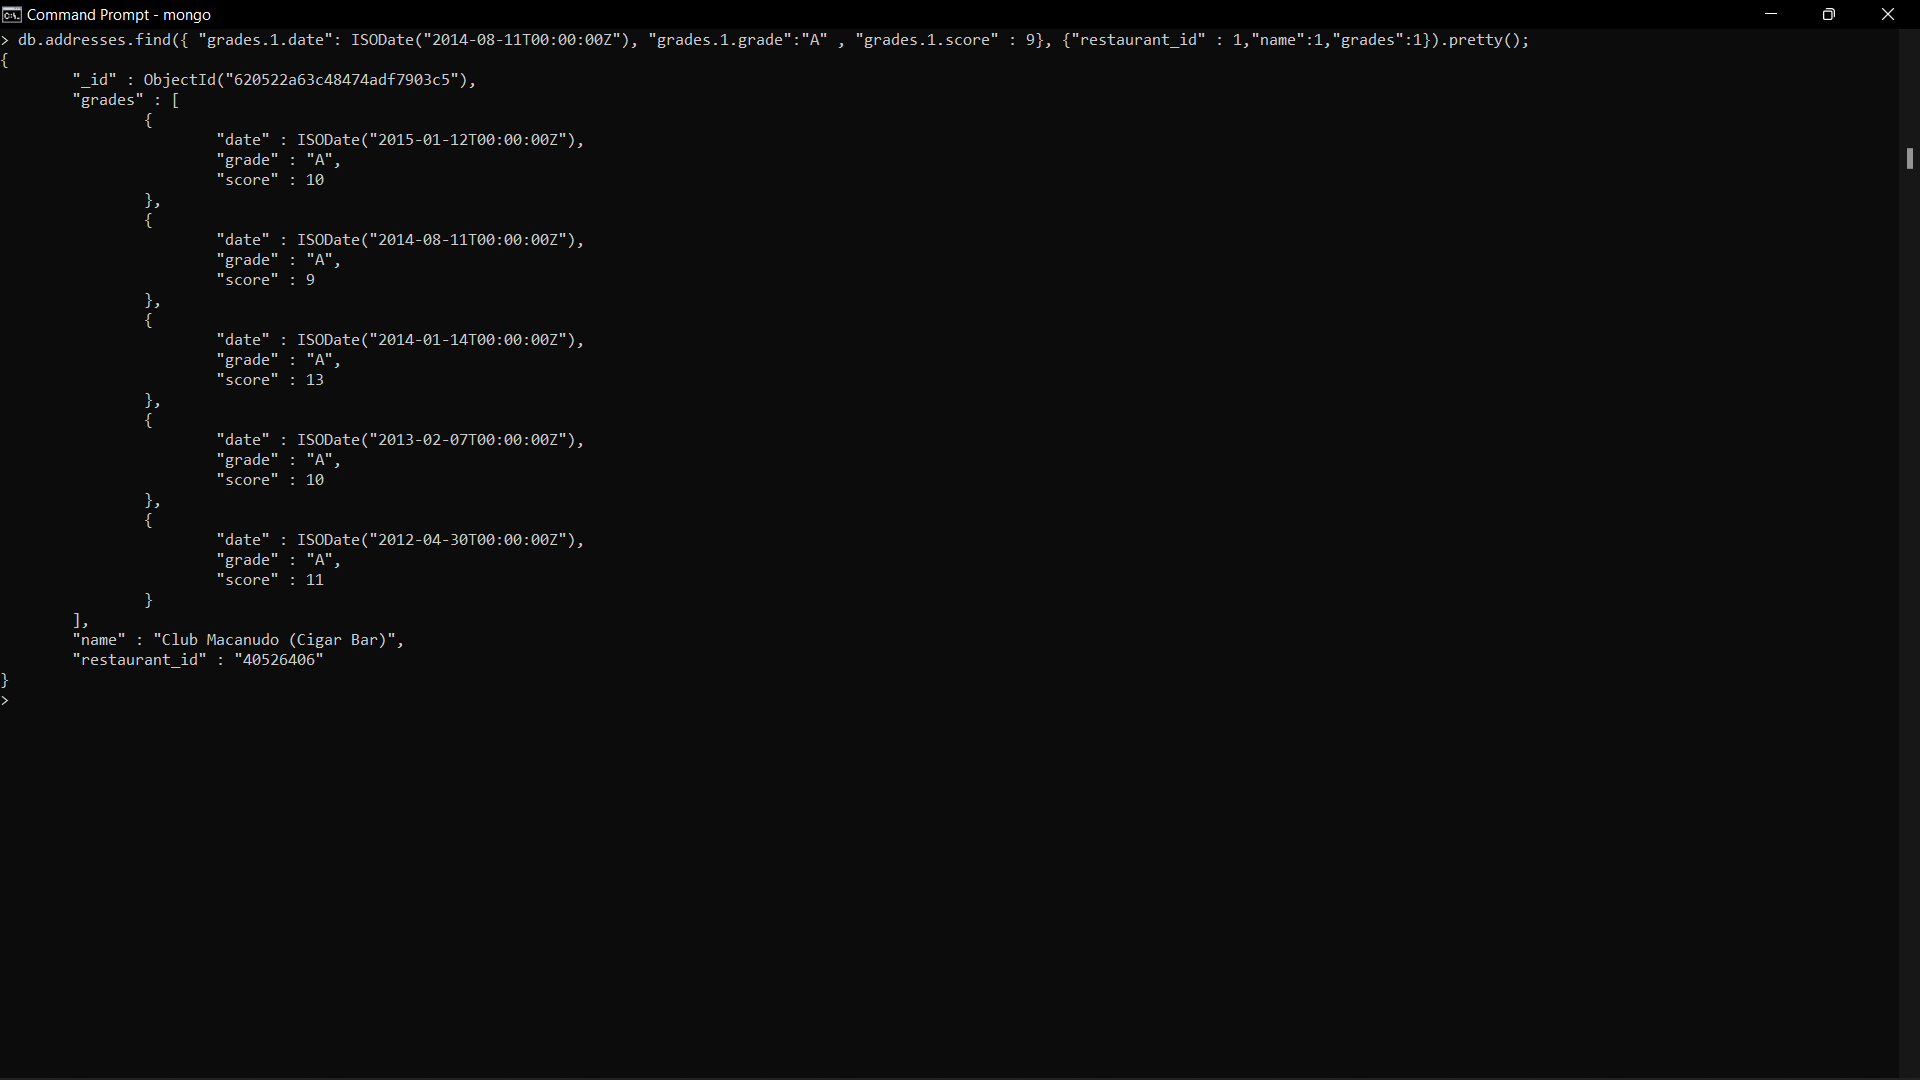 Command Prompt - mongo
> db.addresses.find({ "grades.1.date": ISODate("2014-08-11T00:00:00Z"), "grades.1.grade":"A" , "grades.1.score" : 9}, {"restaurant_id" : 1,"name":1,"grades":1}).pretty();
{
        "_id" : ObjectId("620522a63c48474adf7903c5"),
        "grades" : [
                {
                        "date" : ISODate("2015-01-12T00:00:00Z"),
                        "grade" : "A",
                        "score" : 10
                },
                {
                        "date" : ISODate("2014-08-11T00:00:00Z"),
                        "grade" : "A",
                        "score" : 9
                },
                {
                        "date" : ISODate("2014-01-14T00:00:00Z"),
                        "grade" : "A",
                        "score" : 13
                },
                {
                        "date" : ISODate("2013-02-07T00:00:00Z"),
                        "grade" : "A",
                        "score" : 10
                },
                {
                        "date" : ISODate("2012-04-30T00:00:00Z"),
                        "grade" : "A",
                        "score" : 11
                }
        ],
        "name" : "Club Macanudo (Cigar Bar)",
        "restaurant_id" : "40526406"
}
>